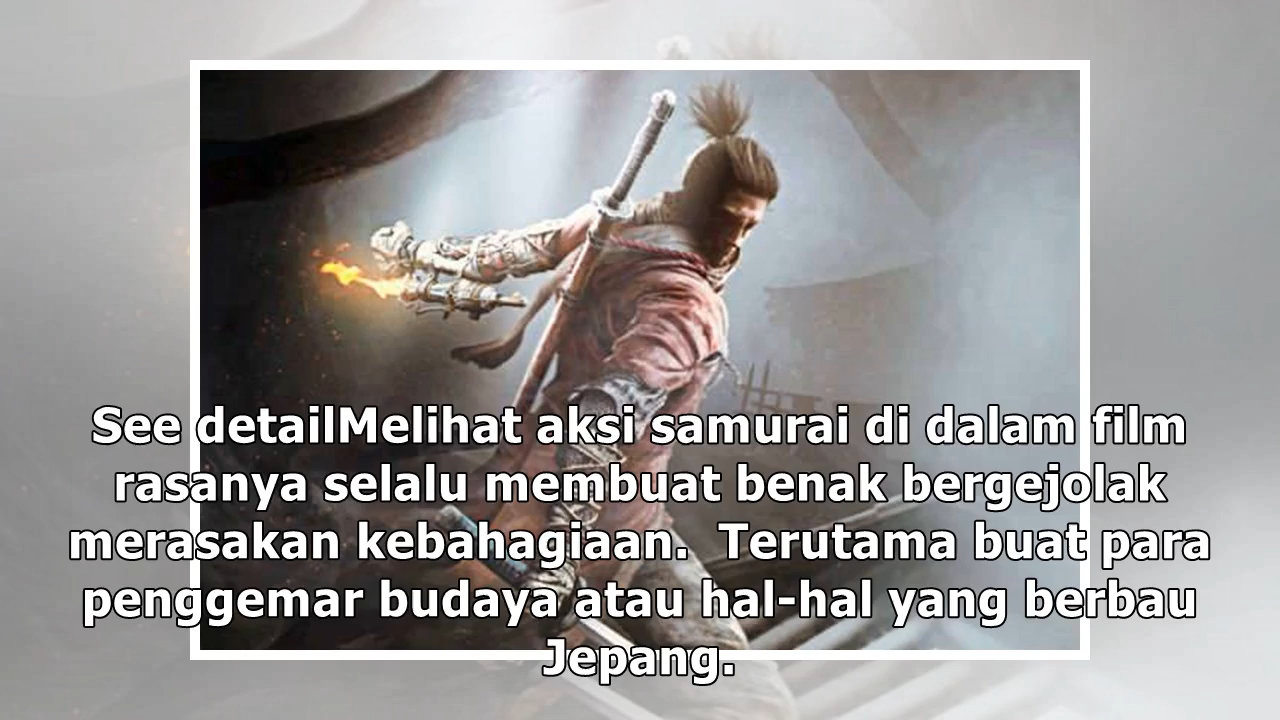 See detailMelihat aksi samurai di dalam film
rasanya selalu membuat benak bergejolak
merasakan kebahagiaan.  Terutama buat para
penggemar budaya atau hal-hal yang berbau
Jepang.